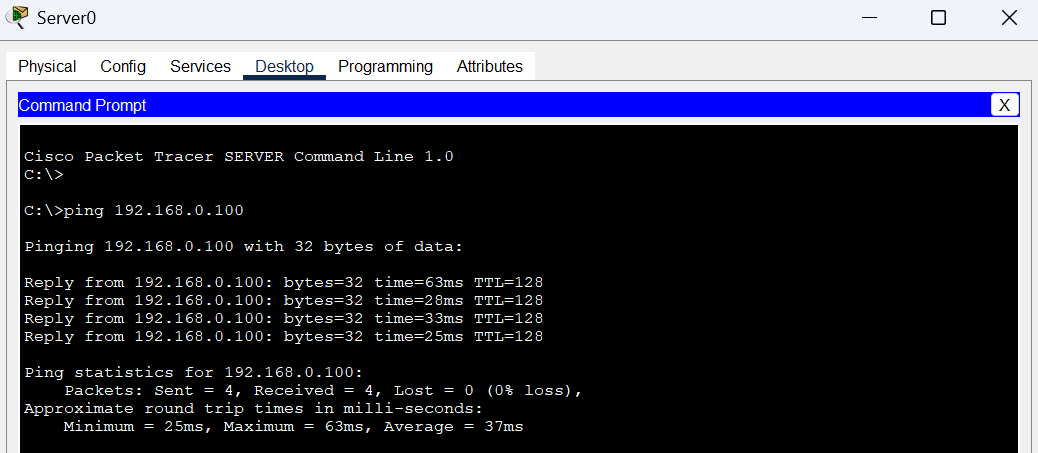 Server0
Physical Config Services Desktop Programming Attributes
Command Prompt X
Cisco Packet Tracer SERVER Command Line 1.0
C:\>
C:\>ping 192.168.0.100
Pinging 192.168.0.100 with 32 bytes of data:
Reply from 192.168.0.100: bytes=32 time=63ms TTL=128
Reply from 192.168.0.100: bytes=32 time=28ms TTL=128
Reply from 192.168.0.100: bytes=32 time=33ms TTL=128
Reply from 192.168.0.100: bytes=32 time=25ms TTL=128
Ping statistics for 192.168.0.100:
Packets: Sent = 4, Received = 4, Lost = 0 (0% loss),
Approximate round trip times in milli-seconds:
Minimum = 25ms, Maximum = 63ms, Average = 37ms